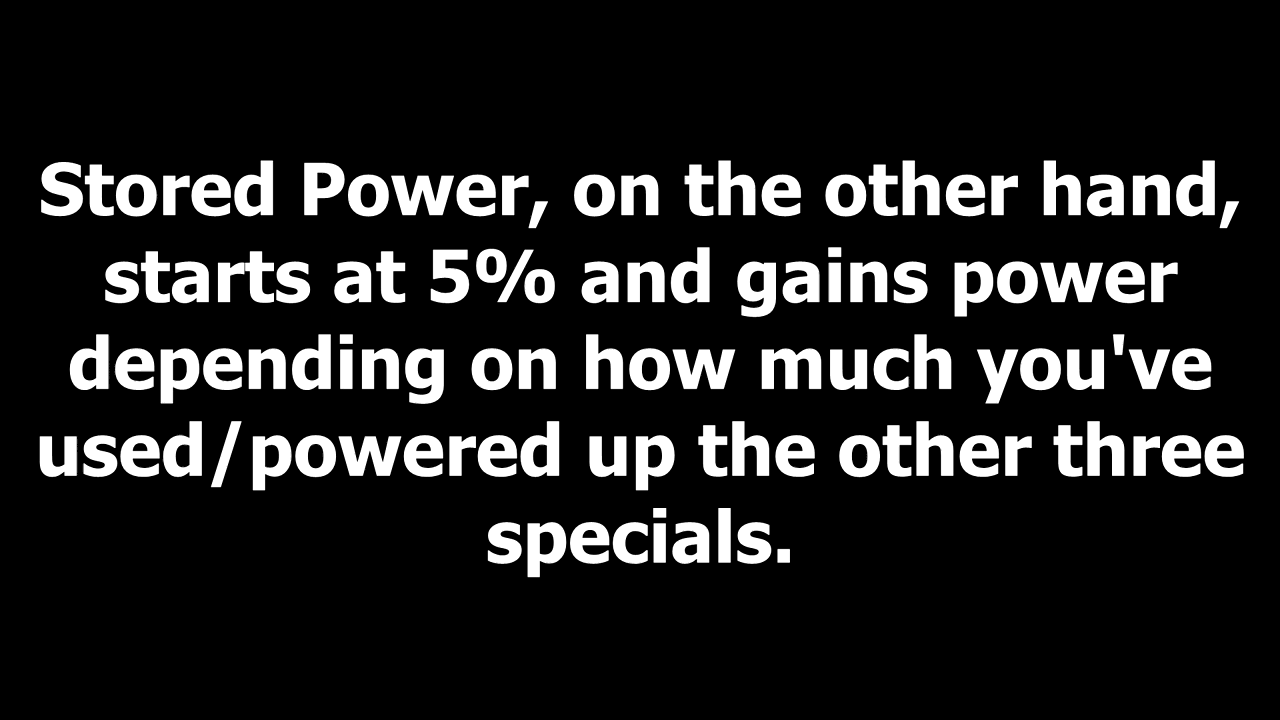 Stored Power, on the other hand,
starts at 5% and gains power
depending on how much you've
used/powered up the other three
specials.